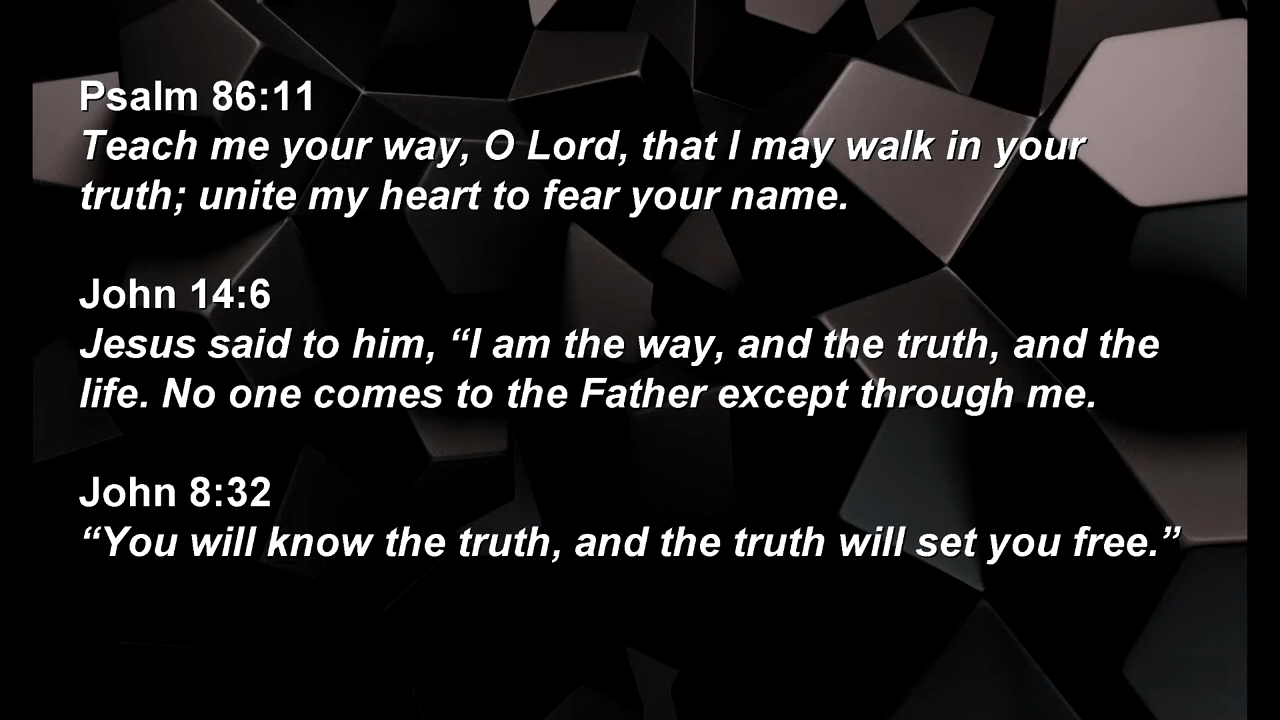 Psalm 86:11
Teach me your way, O Lord, that I may walk in your
truth; unite my heart to fear your name.
John 14:6
Jesus said to him, “I am the way, and the truth, and the
life. No one comes to the Father except through me.
John 8:32
“You will know the truth, and the truth will set you free.”